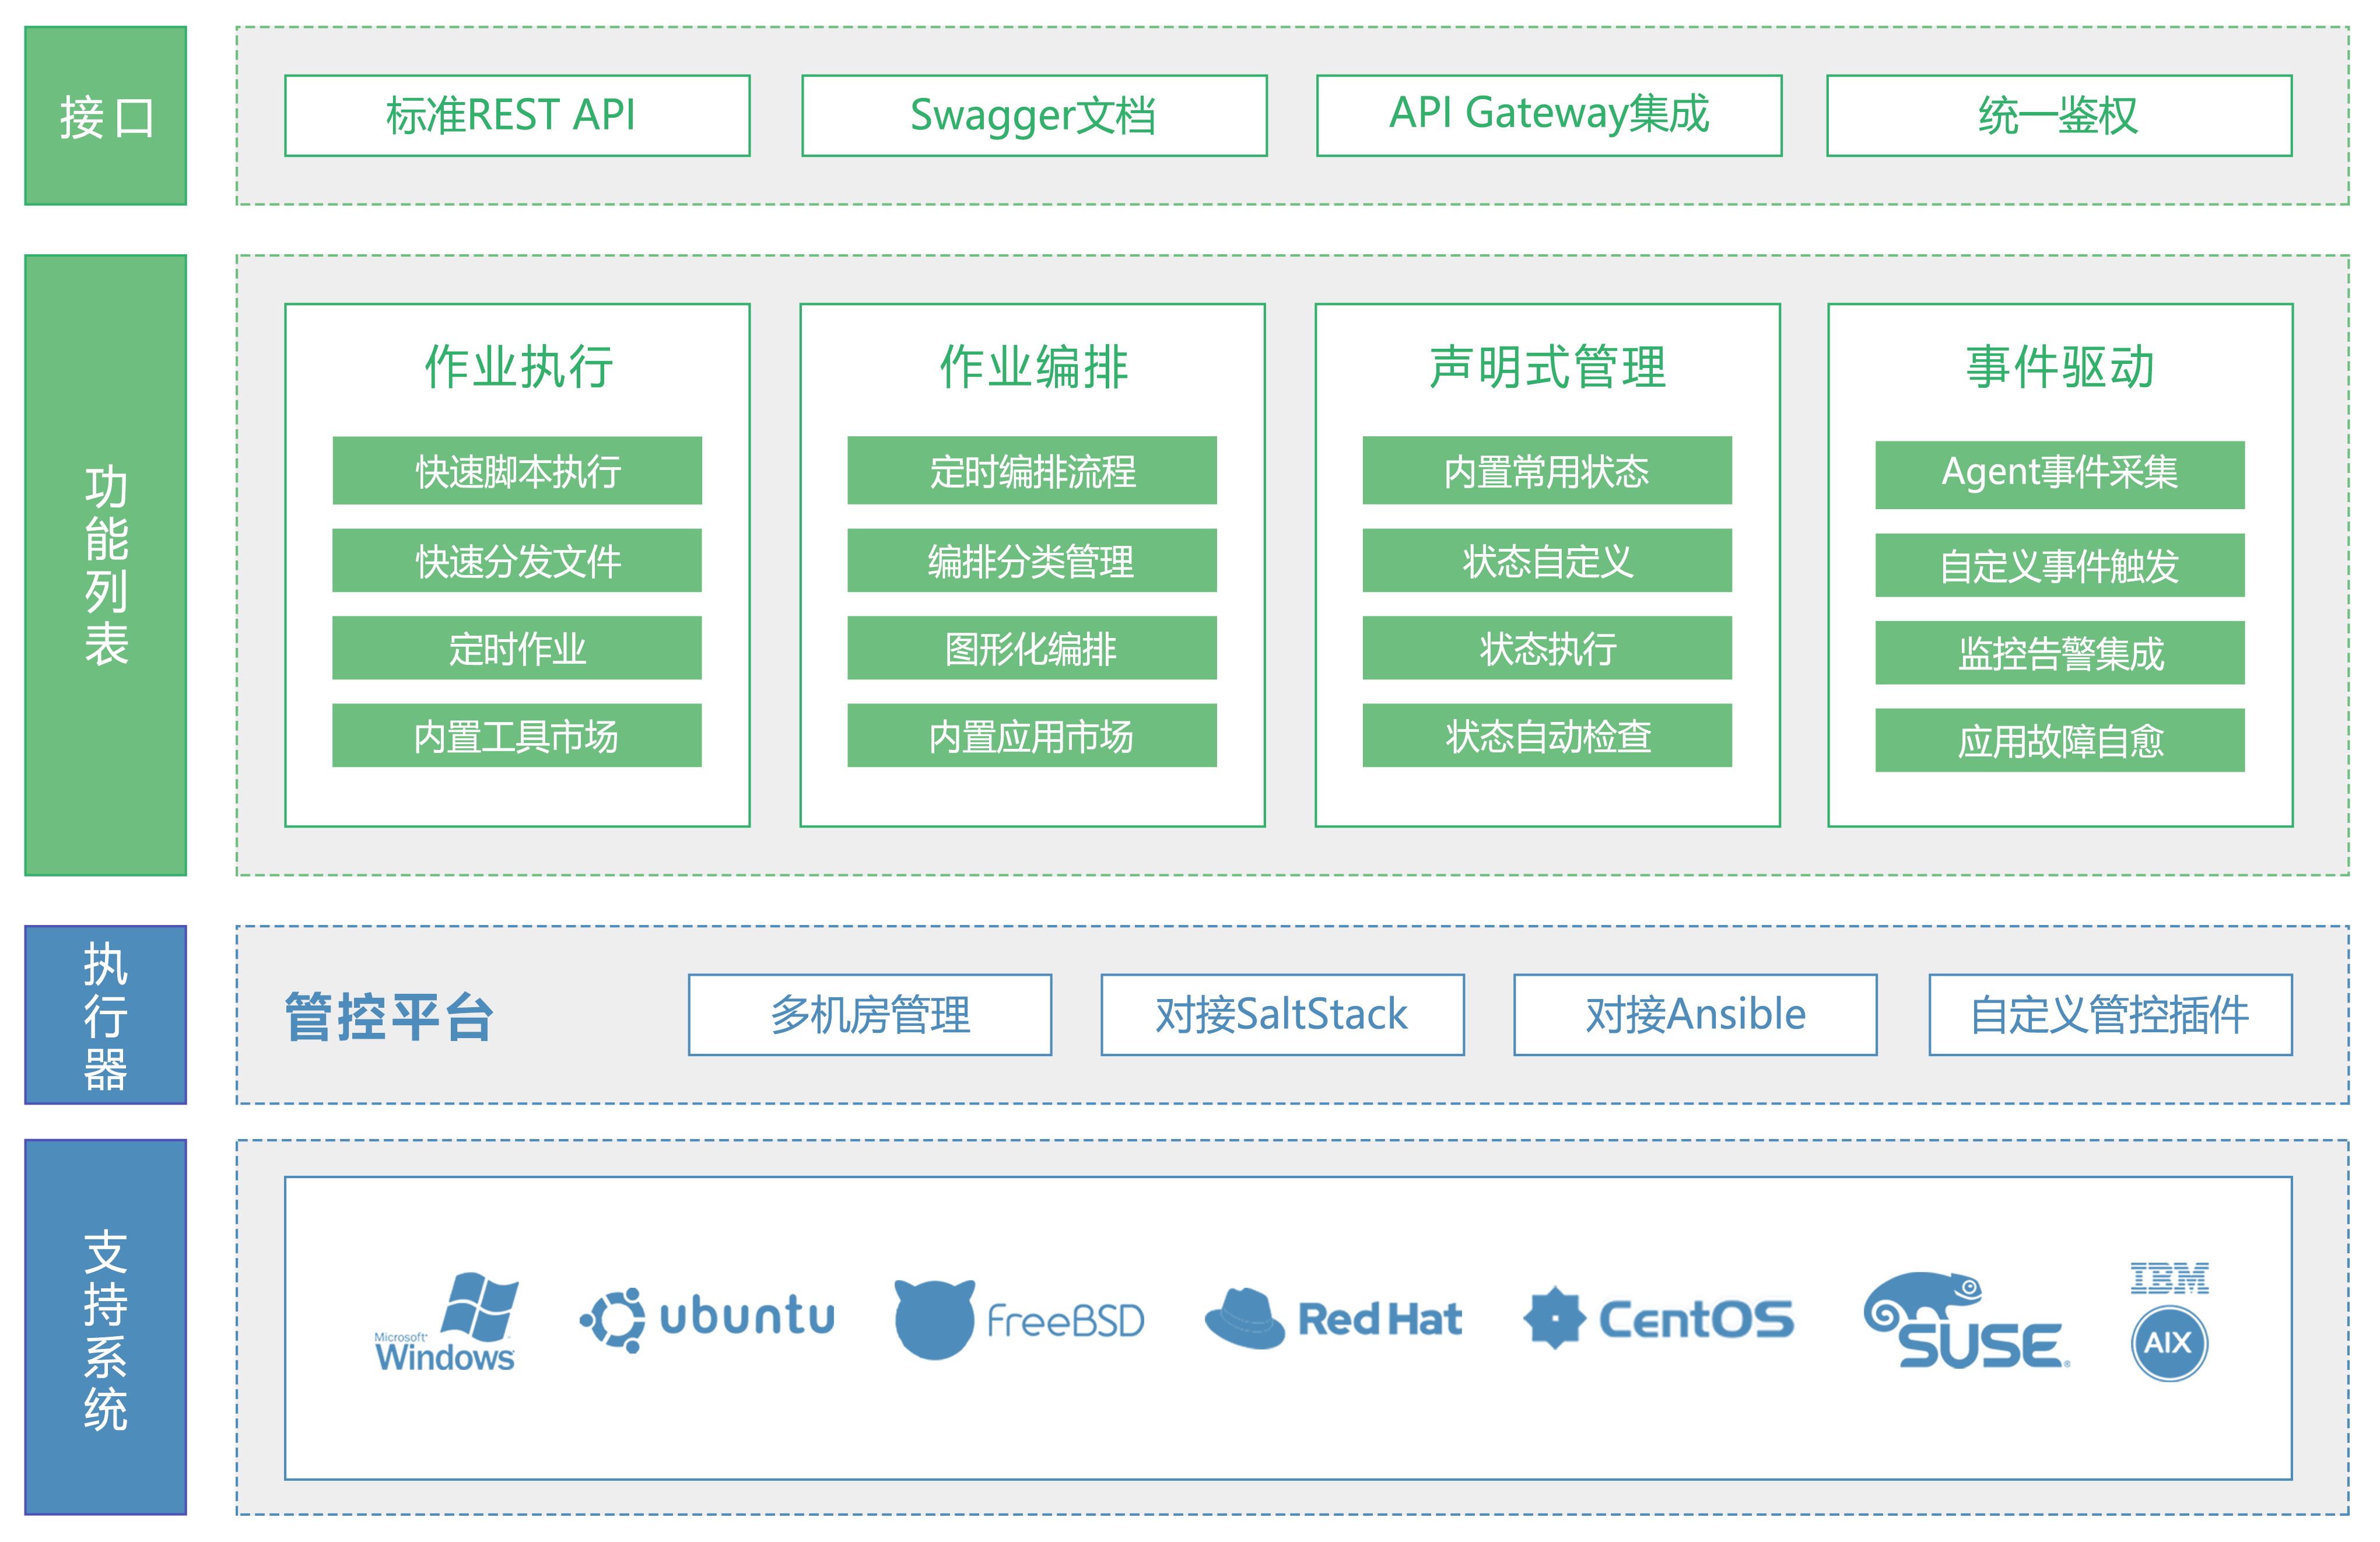 接口
标准REST API
Swagger文档
API Gateway集成
统一鉴权
功能列表
作业执行
快速脚本执行
快速分发文件
定时作业
内置工具市场
作业编排
定时编排流程
编排分类管理
图形化编排
内置应用市场
声明式管理
内置常用状态
状态自定义
状态执行
状态自动检查
事件驱动
Agent事件采集
自定义事件触发
监控告警集成
应用故障自愈
执行器
管控平台
多机房管理
对接SaltStack
对接Ansible
自定义管控插件
支持系统
Microsoft
Windows
ubuntu
FreeBSD
Red Hat
CentOS
SUSE®
IBM
AIX